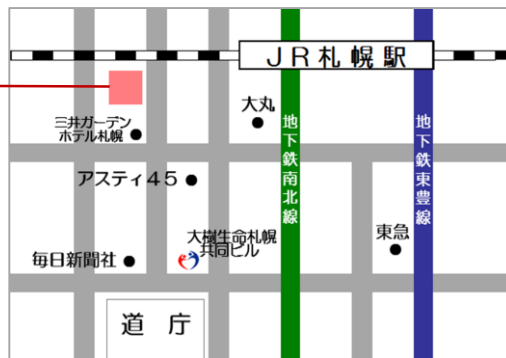 JR札幌駅
三井ガーデン
ホテル札幌
大丸
地下鉄南北線
地下鉄東豊線
アスティ45
大樹生命札幌
共同ビル
東急
毎日新聞社
道庁